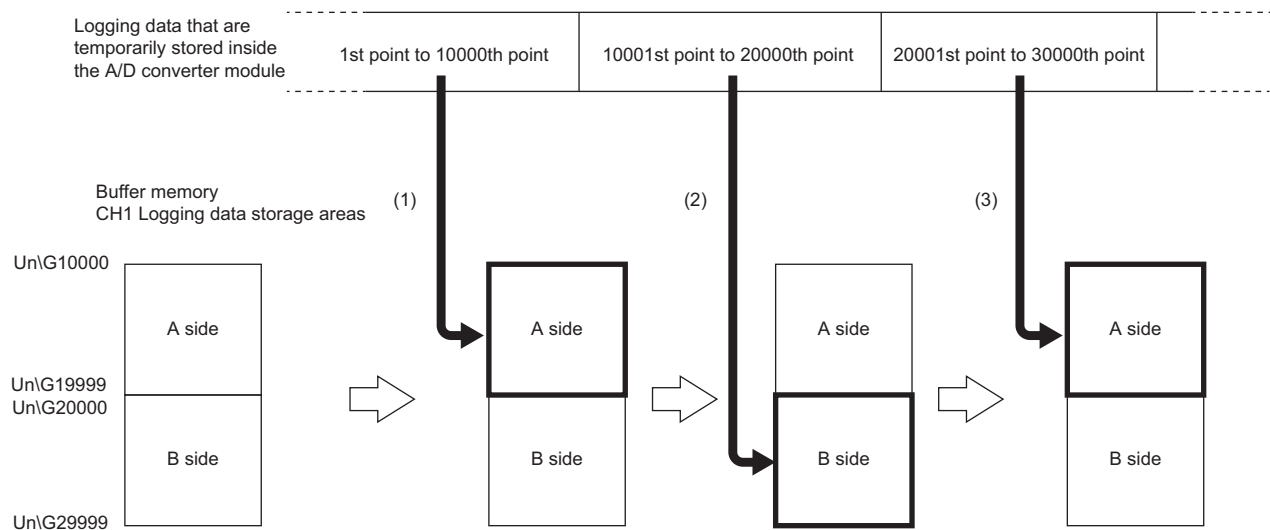 Logging data that are
temporarily stored inside
the A/D converter module
1st point to 10000th point
10001st point to 20000th point
20001st point to 30000th point
Buffer memory
CH1 Logging data storage areas
(1)
(2)
(3)
Un\G10000
A side
A side
A side
A side
Un\G19999
Un\G20000
B side
B side
B side
B side
Un\G29999